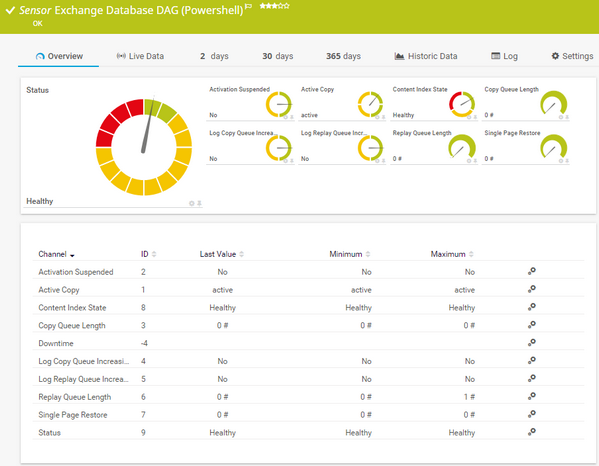 Sensor Exchange Database DAG (Powershell)
OK
Overview Live Data 2 days 30 days 365 days Historic Data Log Settings
Status
Activation Suspended Active Copy Content Index State Copy Queue Length
No active Healthy 0 #
Log Copy Queue Increa... Log Replay Queue Incr... Replay Queue Length Single Page Restore
No No 0 # 0 #
Healthy
Channel ID Last Value Minimum Maximum
Activation Suspended 2 No No No
Active Copy 1 active active active
Content Index State 8 Healthy Healthy Healthy
Copy Queue Length 3 0 # 0 # 0 #
Downtime -4
Log Copy Queue Increasi... 4 No No No
Log Replay Queue Increa... 5 No No No
Replay Queue Length 6 0 # 0 # 1 #
Single Page Restore 7 0 # 0 # 0 #
Status 9 Healthy Healthy Healthy